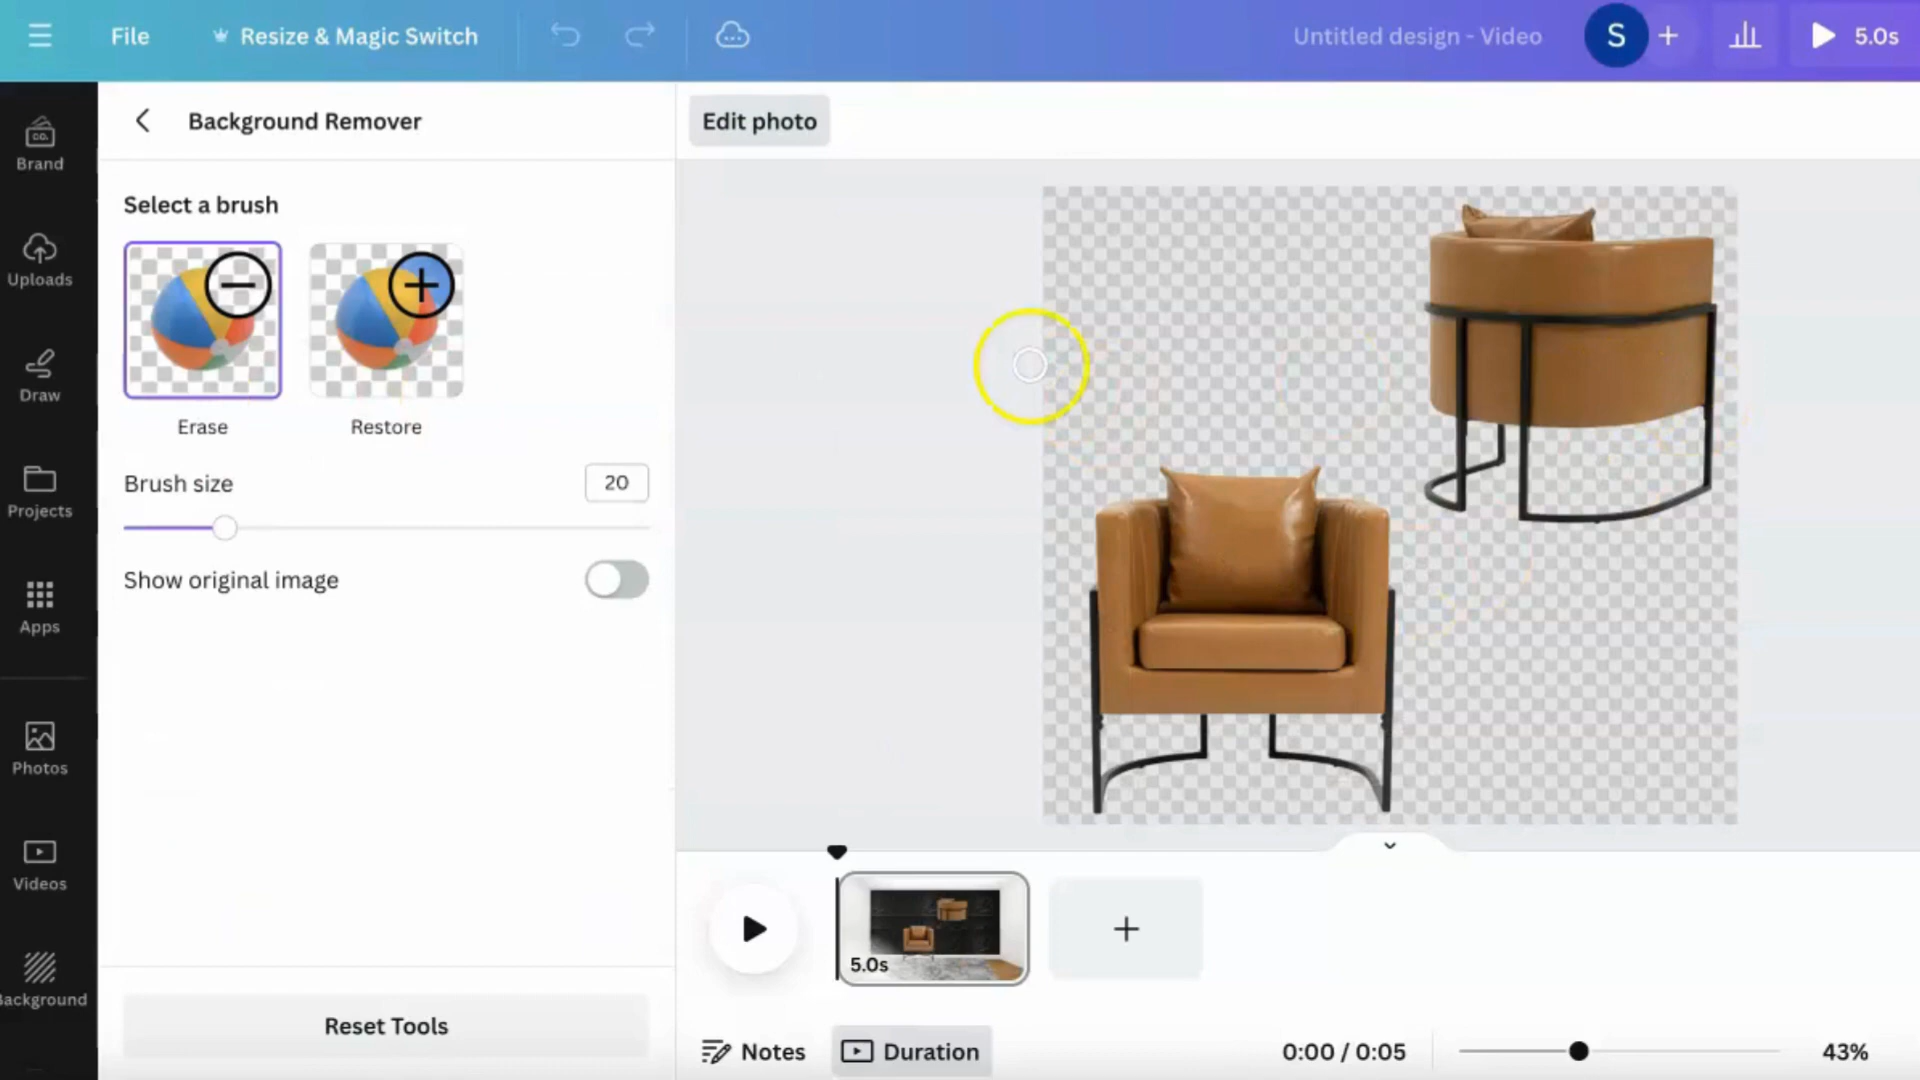 File
Resize & Magic Switch
Untitled design - Video
S
5.0s
Brand
CO.
Uploads
Draw
Projects
Apps
Photos
Videos
Background
Background Remover
Select a brush
Erase
Restore
Brush size
20
Show original image
Reset Tools
Edit photo
5.0s
Notes
Duration
0:00 / 0:05
43%